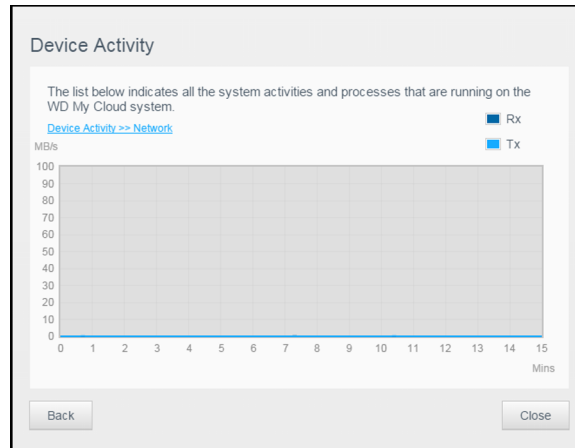 Device Activity
The list below indicates all the system activities and processes that are running on the
WD My Cloud system.
Device Activity >> Network
Rx
Tx
MB/s
100
90
80
70
60
50
40
30
20
10
0
0 1 2 3 4 5 6 7 8 9 10 11 12 13 14 15
Mins
Back Close